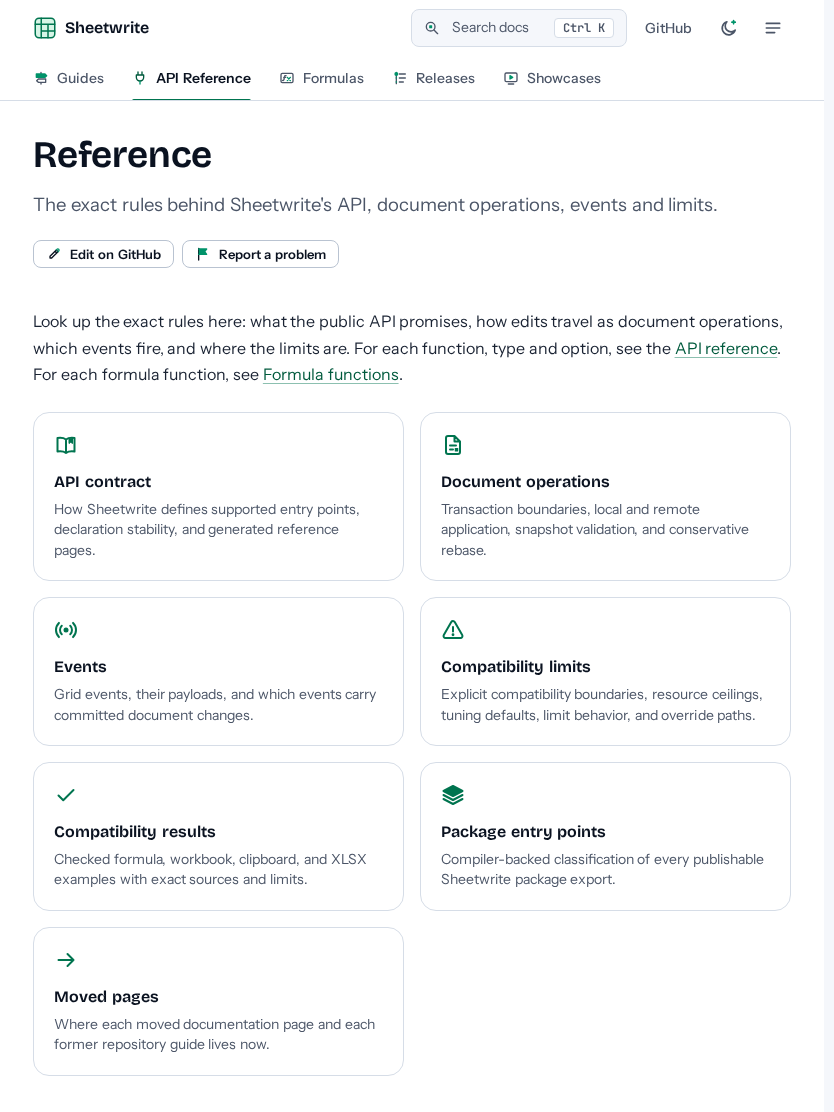 Sheetwrite
Search docs
Ctrl K
GitHub
Guides
API Reference
Formulas
Releases
Showcases
Reference
The exact rules behind Sheetwrite's API, document operations, events and limits.
Edit on GitHub
Report a problem
Look up the exact rules here: what the public API promises, how edits travel as document operations,
which events fire, and where the limits are. For each function, type and option, see the API reference.
For each formula function, see Formula functions.
API contract
How Sheetwrite defines supported entry points,
declaration stability, and generated reference
pages.
Document operations
Transaction boundaries, local and remote
application, snapshot validation, and conservative
rebase.
Events
Grid events, their payloads, and which events carry
committed document changes.
Compatibility limits
Explicit compatibility boundaries, resource ceilings,
tuning defaults, limit behavior, and override paths.
Compatibility results
Checked formula, workbook, clipboard, and XLSX
examples with exact sources and limits.
Package entry points
Compiler-backed classification of every publishable
Sheetwrite package export.
Moved pages
Where each moved documentation page and each
former repository guide lives now.